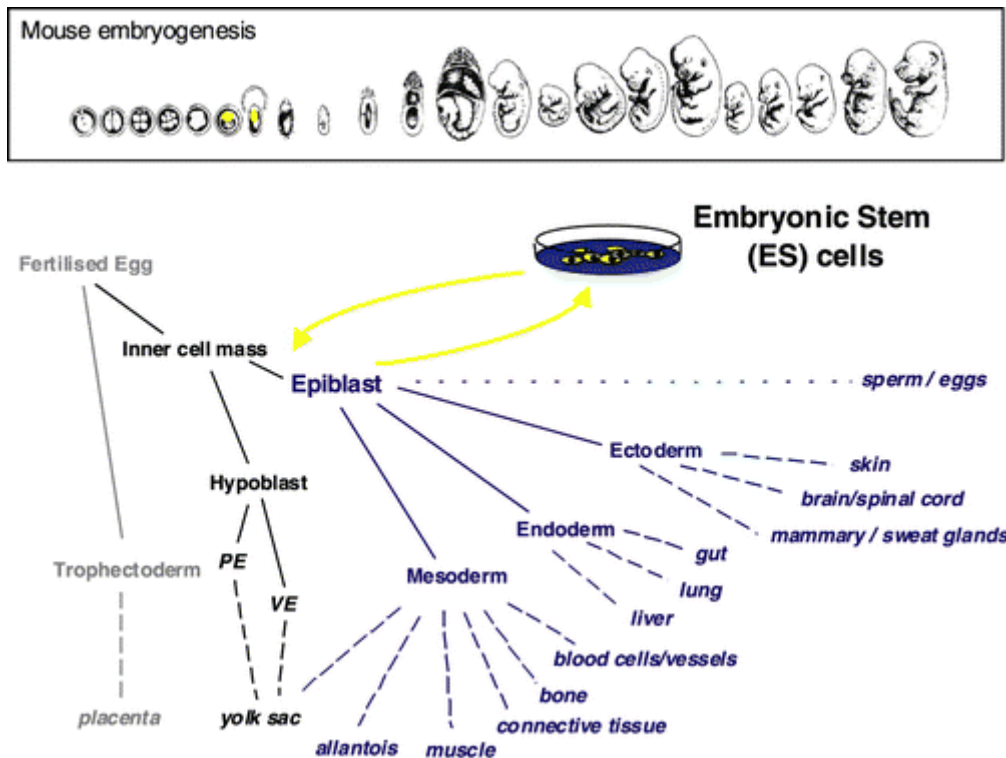 Mouse embryogenesis
Embryonic Stem
(ES) cells
Fertilised Egg
Inner cell mass
Epiblast
sperm / eggs
Ectoderm
skin
Hypoblast
brain/spinal cord
Endoderm
mammary / sweat glands
gut
PE
Trophectoderm
Mesoderm
lung
VE
liver
blood cells/vessels
bone
placenta
yolk sac
connective tissue
allantois
muscle